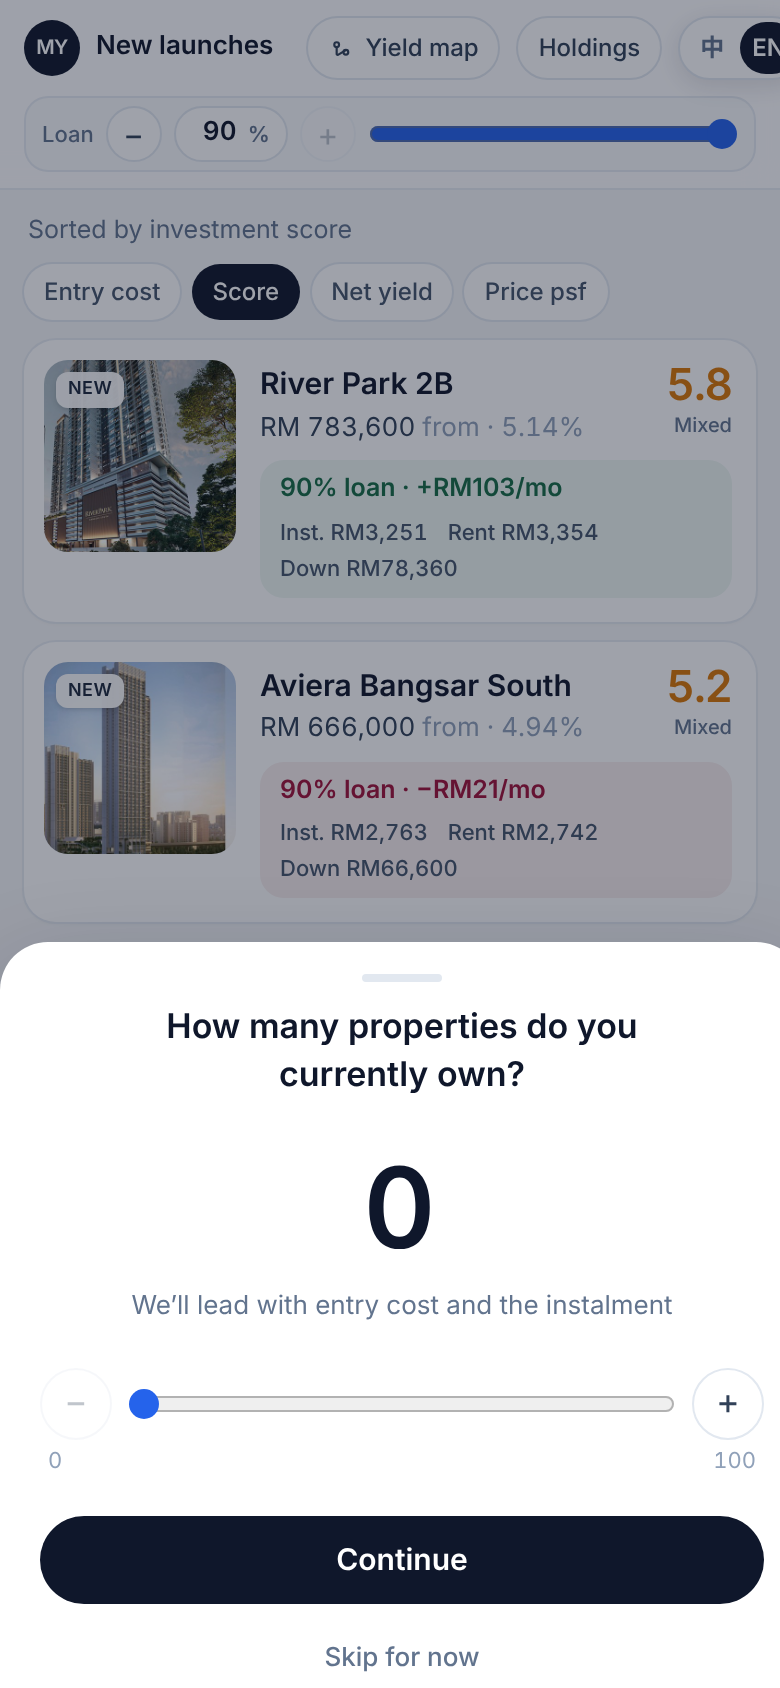 MY New launches Yield map Holdings 中 EN
Loan − 90 % +
Sorted by investment score
Entry cost Score Net yield Price psf
NEW
River Park 2B
5.8
RM 783,600 from · 5.14%
Mixed
90% loan · +RM103/mo
Inst. RM3,251 Rent RM3,354
Down RM78,360
RIVERPARK
NEW
Aviera Bangsar South
5.2
RM 666,000 from · 4.94%
Mixed
90% loan · −RM21/mo
Inst. RM2,763 Rent RM2,742
Down RM66,600
How many properties do you
currently own?
0
We’ll lead with entry cost and the instalment
− +
0 100
Continue
Skip for now